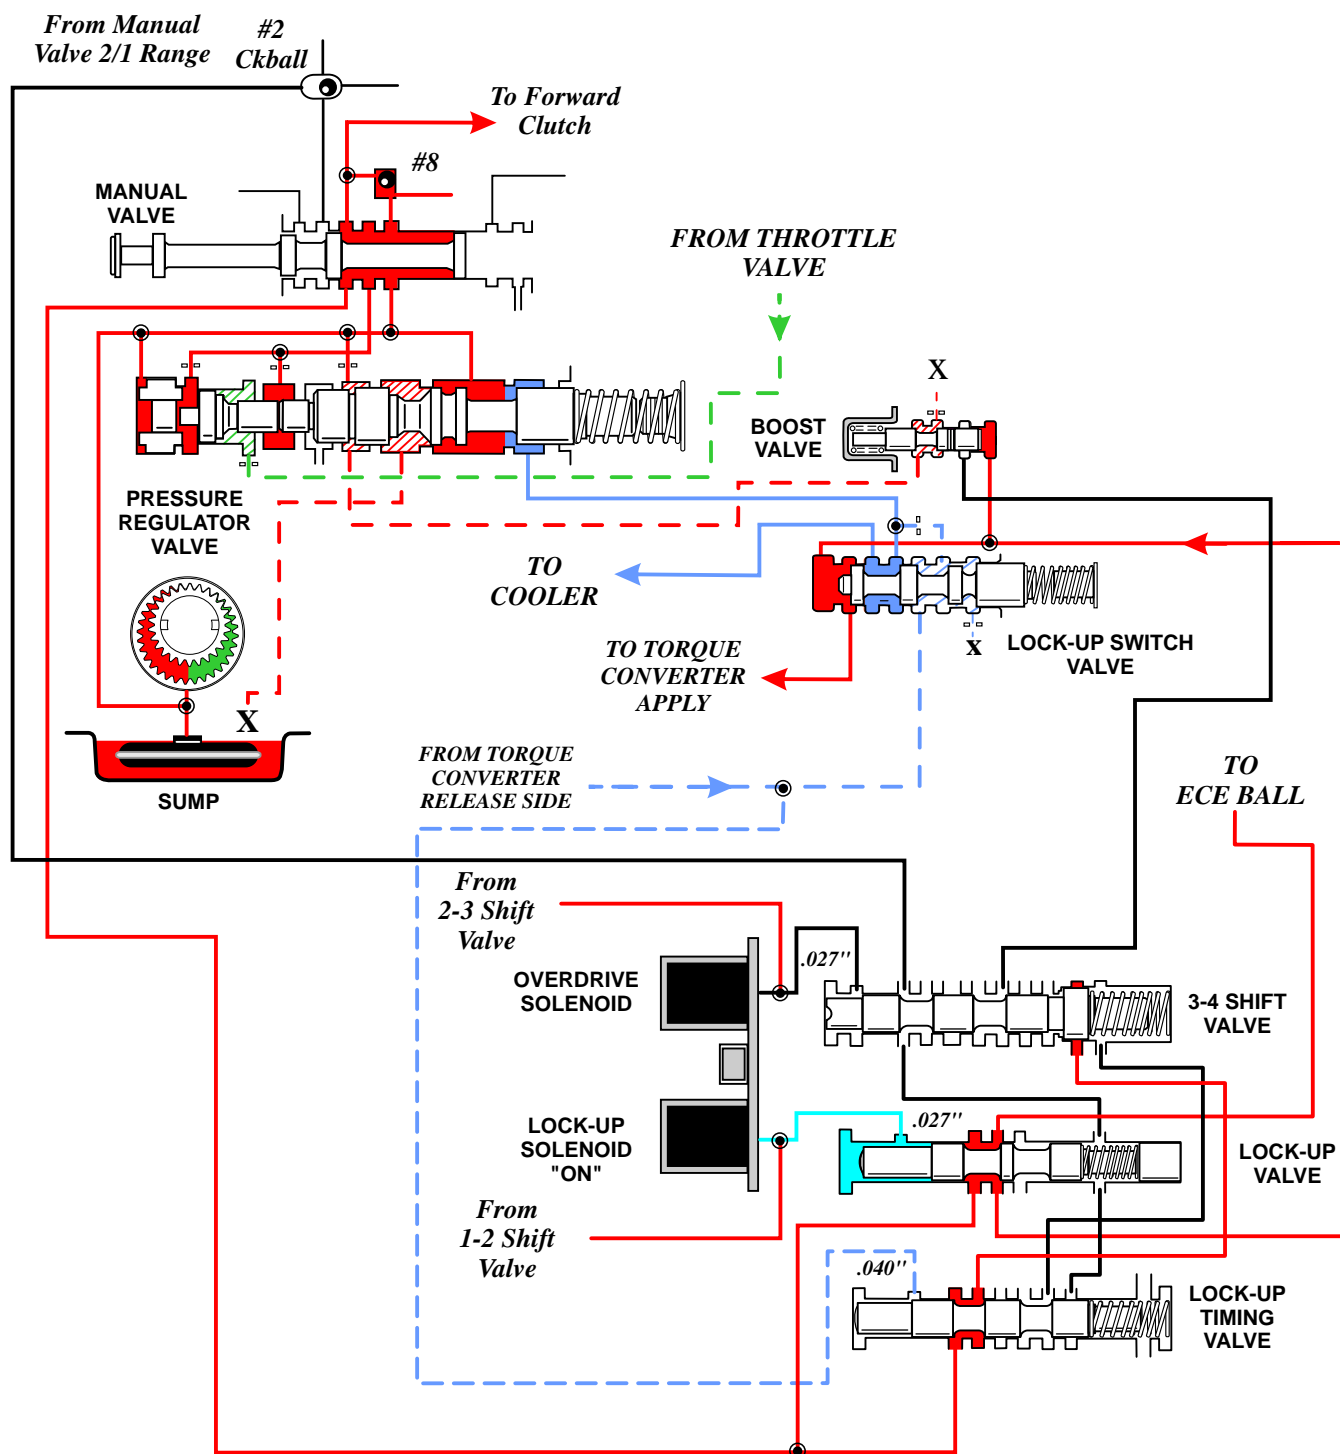 From Manual
Valve 2/1 Range
#2
Ckball
To Forward
Clutch
#8
MANUAL
VALVE
FROM THROTTLE
VALVE
X
BOOST
VALVE
PRESSURE
REGULATOR
VALVE
TO
COOLER
TO TORQUE
CONVERTER
APPLY
x
LOCK-UP SWITCH
VALVE
X
SUMP
FROM TORQUE
CONVERTER
RELEASE SIDE
TO
ECE BALL
From
2-3 Shift
Valve
.027"
OVERDRIVE
SOLENOID
3-4 SHIFT
VALVE
LOCK-UP
SOLENOID
"ON"
.027"
LOCK-UP
VALVE
From
1-2 Shift
Valve
.040"
LOCK-UP
TIMING
VALVE